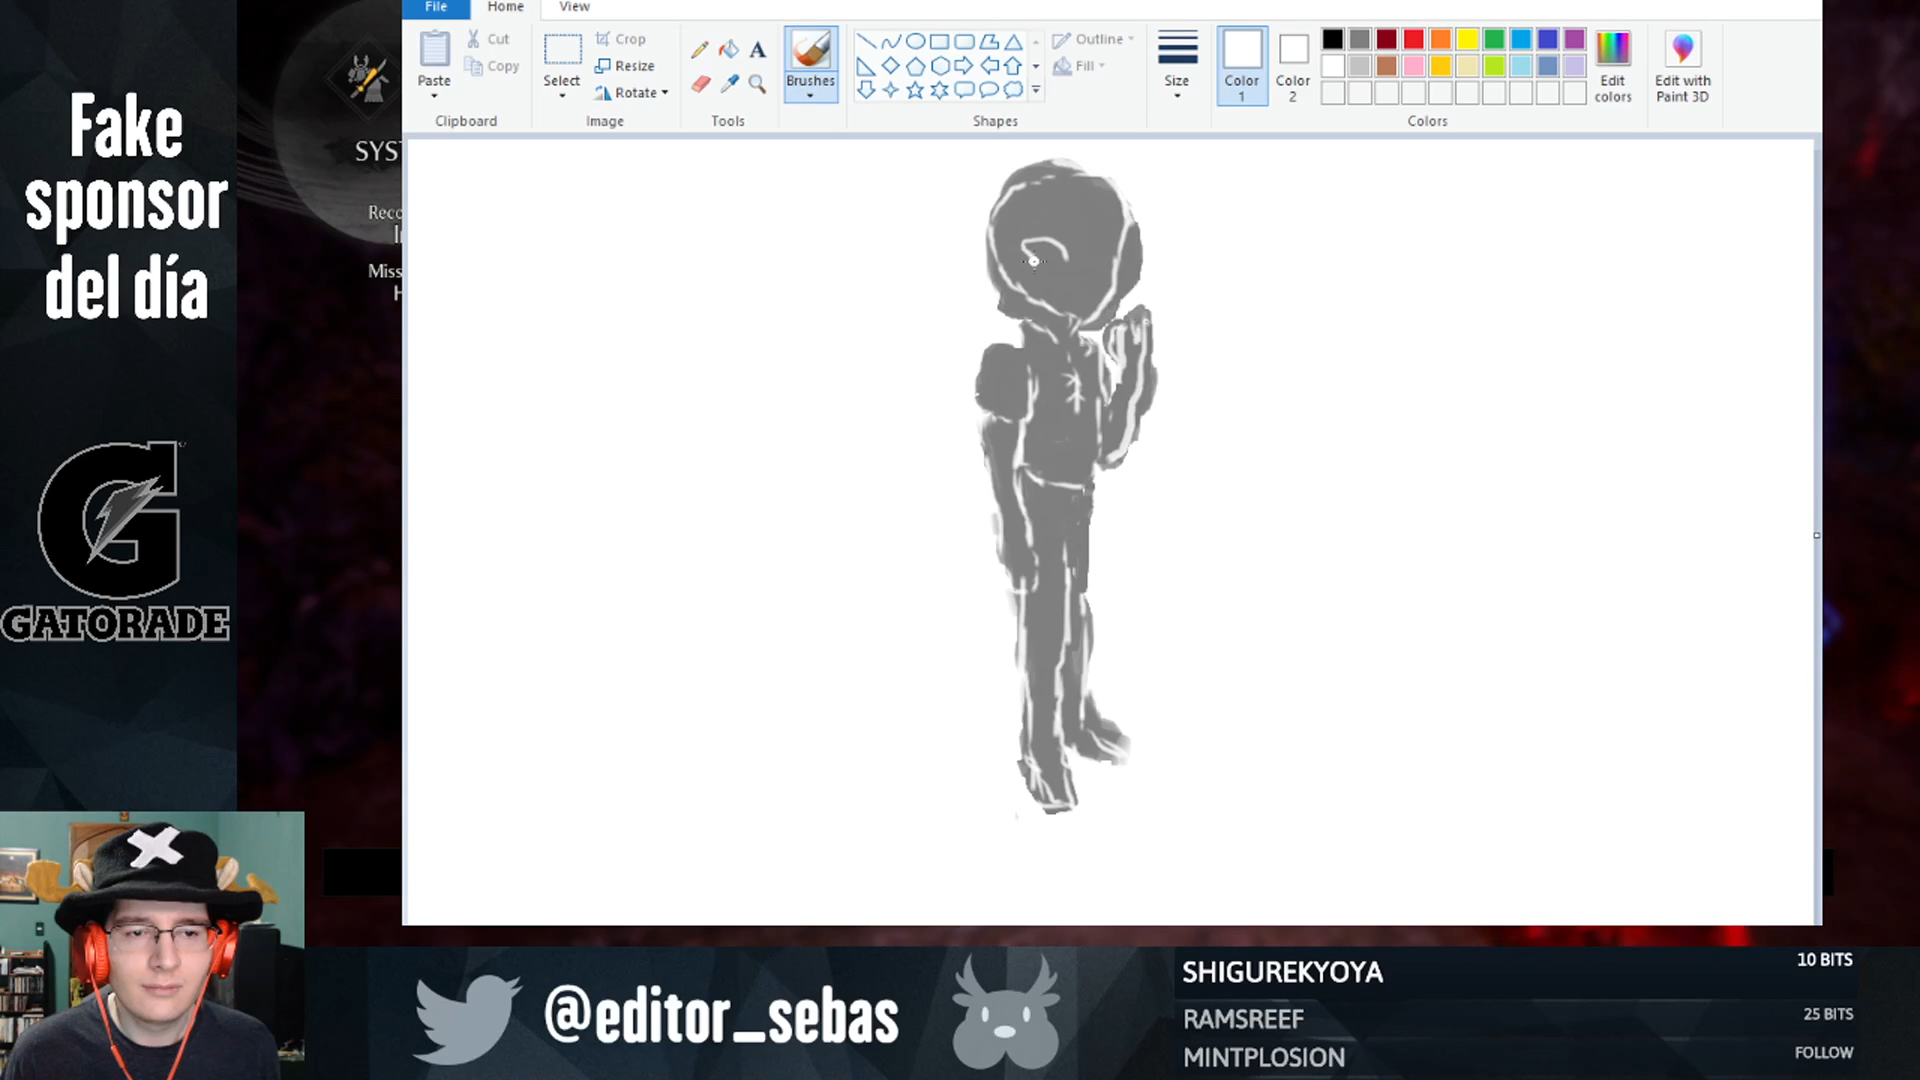 File Home View
Paste
Cut
Copy
Clipboard
Select
Crop
Resize
Rotate
Image
Tools
A
Brushes
Shapes
Outline
Fill
Size
Color
1
Color
2
Edit
colors
Colors
Edit with
Paint 3D
Fake
sponsor
del día
SYST
Reco
Miss
H
G
GATORADE
@editor_sebas
SHIGUREKYOYA 10 BITS
RAMSREEF 25 BITS
MINTPLOSION FOLLOW